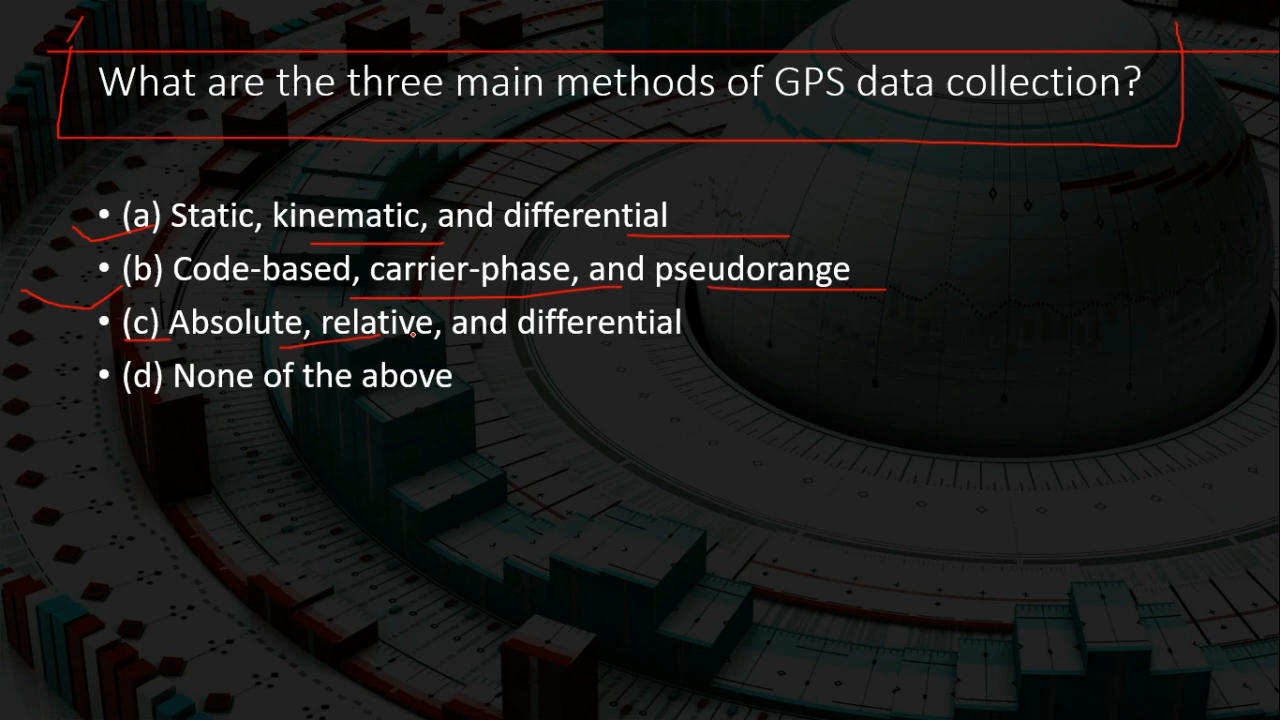 What are the three main methods of GPS data collection?
• (a) Static, kinematic, and differential
• (b) Code-based, carrier-phase, and pseudorange
• (c) Absolute, relative, and differential
• (d) None of the above